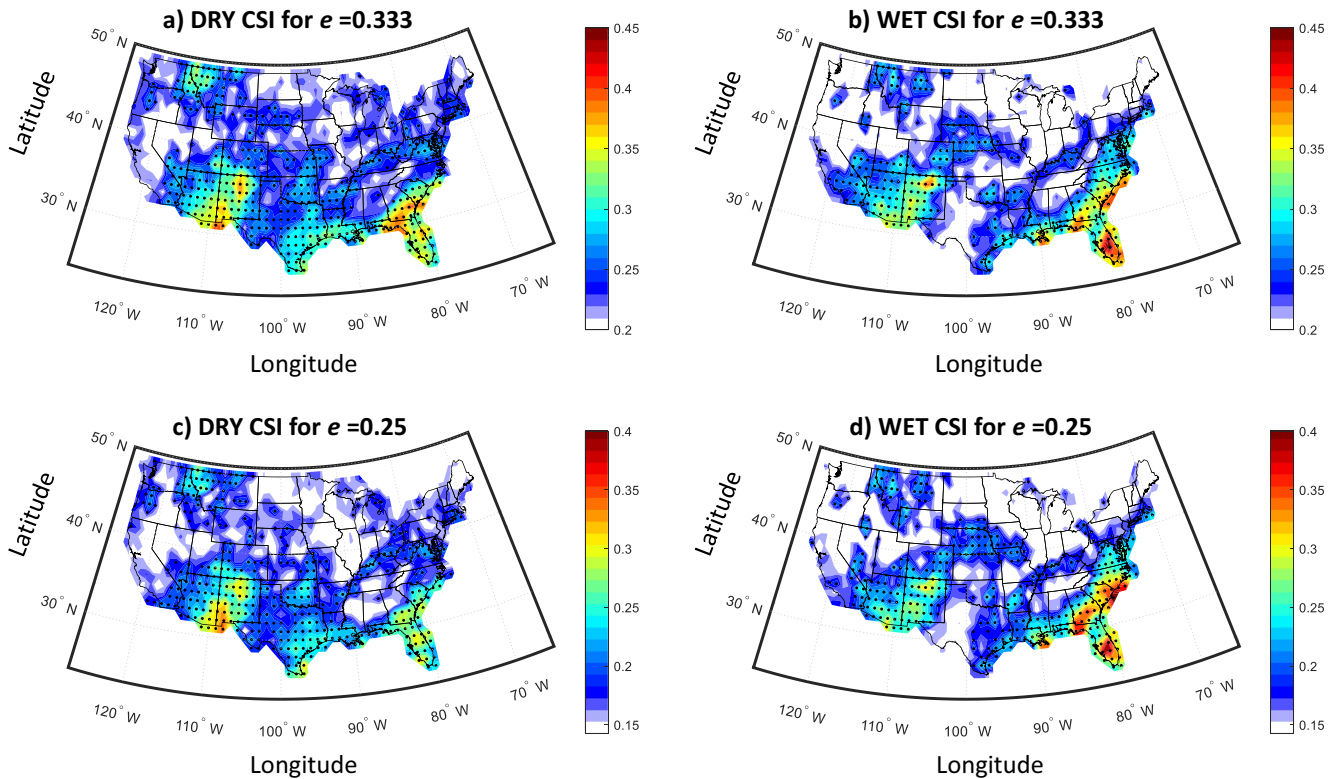 a) DRY CSI for e =0.333
b) WET CSI for e =0.333
50° N
40° N
30° N
Latitude
120° W
110° W
100° W
90° W
70° W
Longitude
0.45
0.4
0.35
0.3
0.25
0.2
50° N
40° N
30° N
Latitude
120° W
110° W
100° W
90° W
70° W
Longitude
0.45
0.4
0.35
0.3
0.25
0.2
c) DRY CSI for e =0.25
d) WET CSI for e =0.25
50° N
40° N
30° N
Latitude
120° W
110° W
100° W
90° W
80° W
70° W
Longitude
0.4
0.35
0.3
0.25
0.2
0.15
50° N
40° N
30° N
Latitude
120° W
110° W
100° W
90° W
80° W
70° W
Longitude
0.4
0.35
0.3
0.25
0.2
0.15